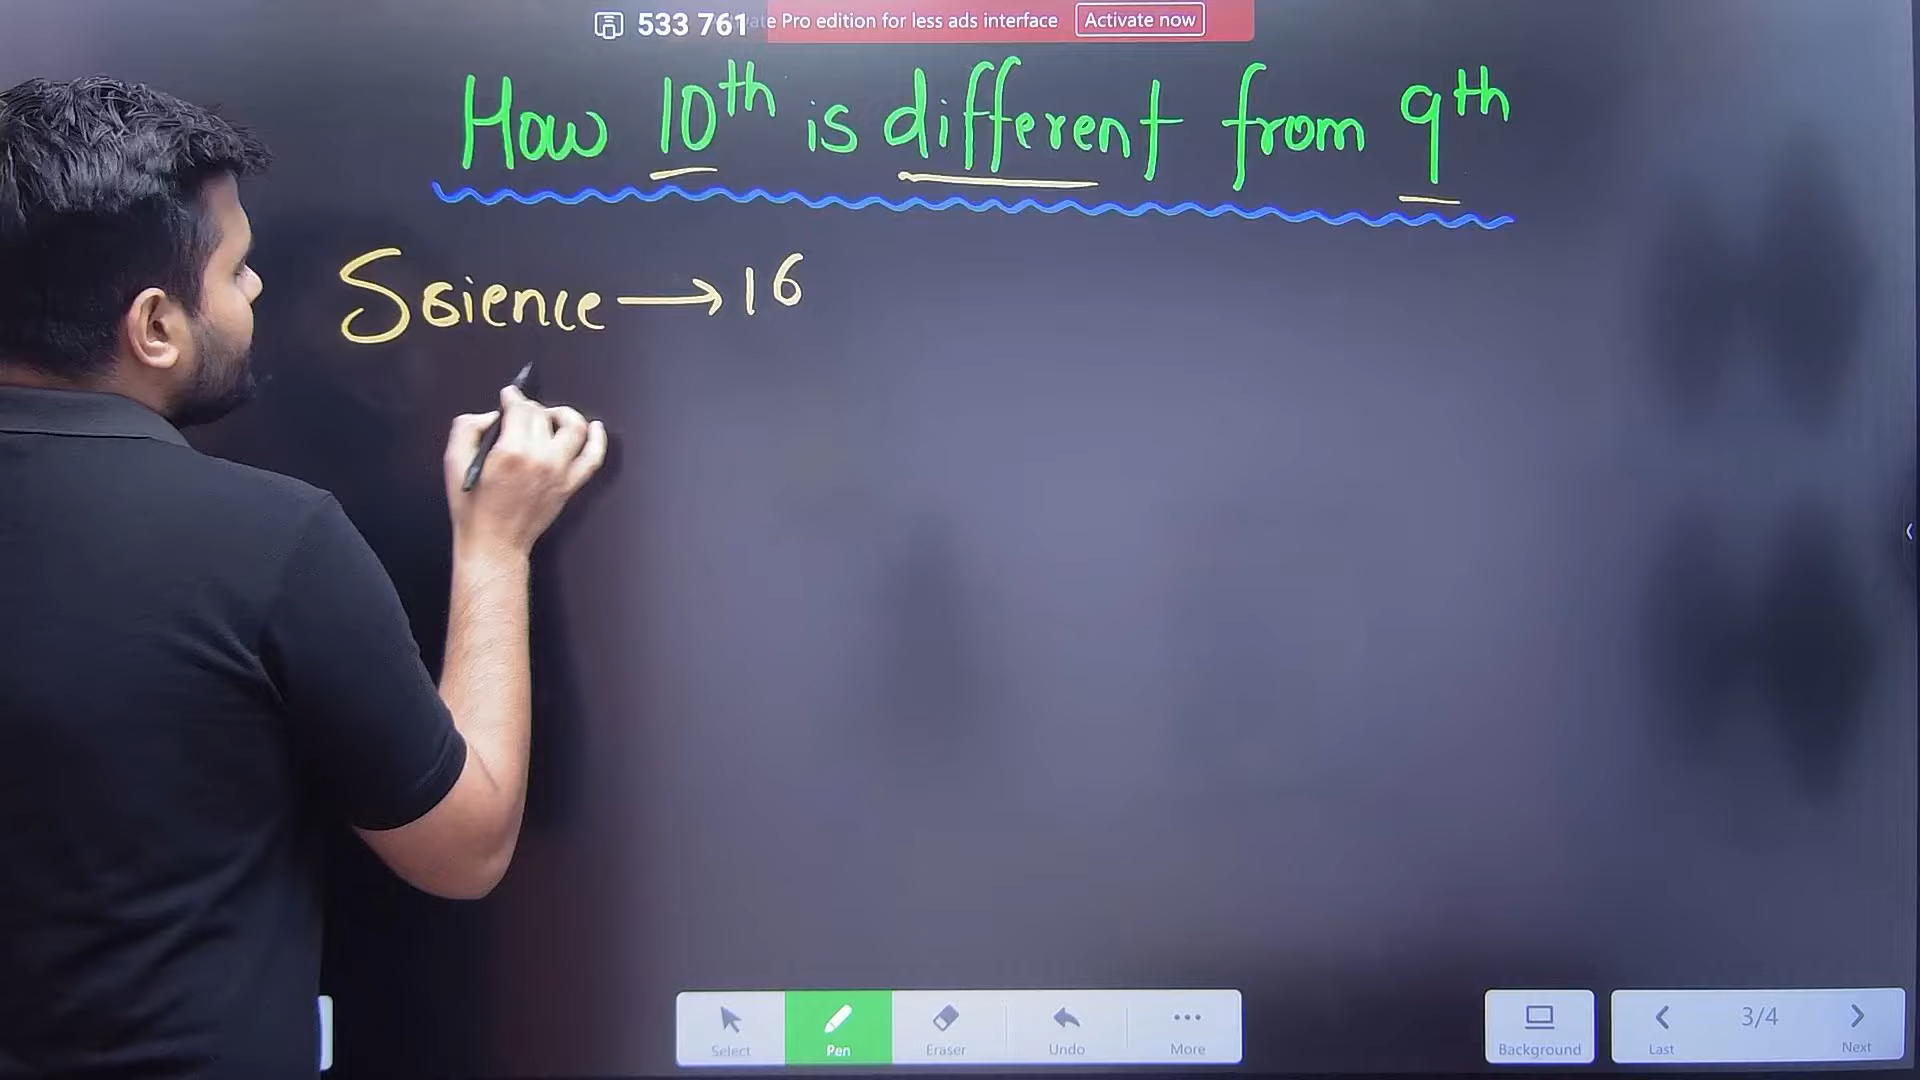 533 761
ate Pro edition for less ads interface Activate now
How 10th is different from 9th
Science → 16
Select Pen Eraser Undo More
Background
Last 3/4 Next